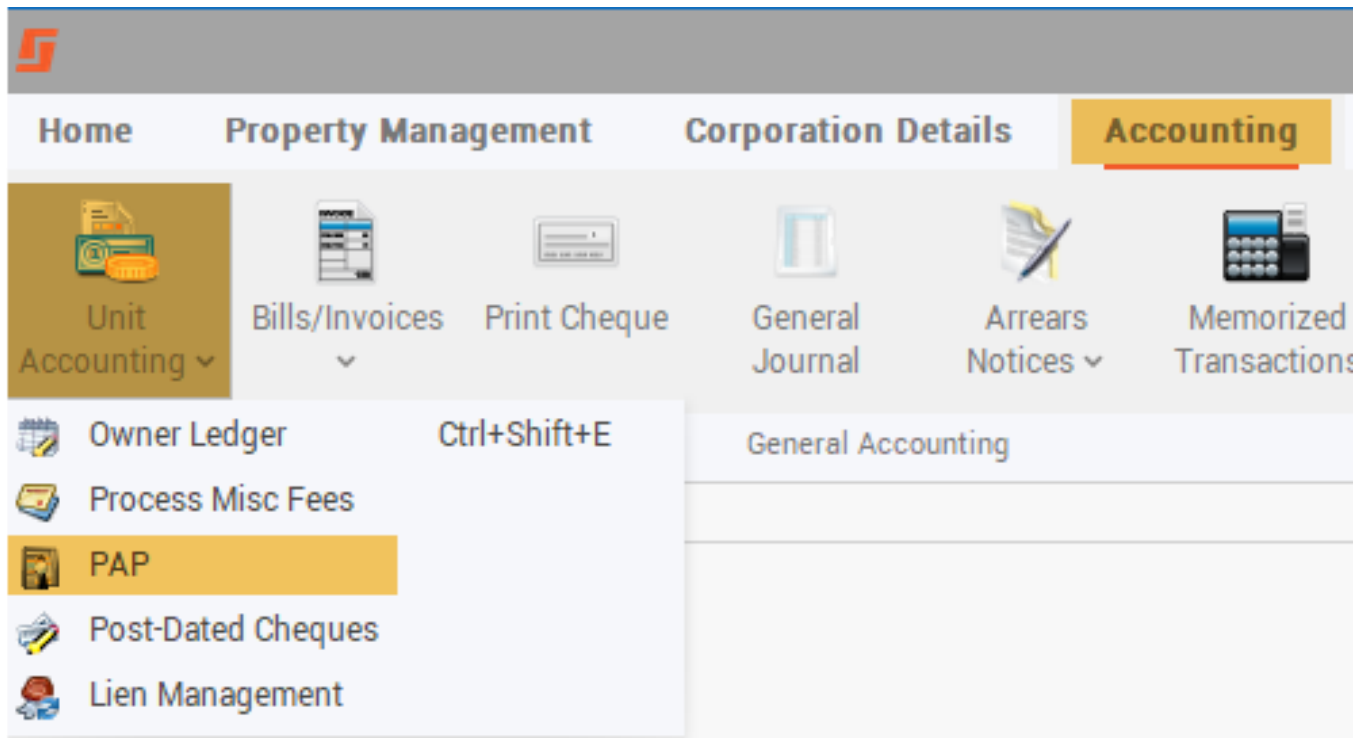 Home Property Management Corporation Details Accounting
Unit Accounting
Bills/Invoices
Print Cheque
General Journal
Arrears Notices
Memorized Transactions
INVOICE
Owner Ledger Ctrl+Shift+E
General Accounting
Process Misc Fees
PAP
Post-Dated Cheques
Lien Management